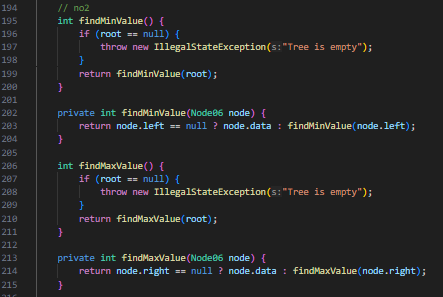 194 // no2
195 int findMinValue() {
196 if (root == null) {
197 throw new IllegalStateException(s:"Tree is empty");
198 }
199 return findMinValue(root);
200 }
201
202 private int findMinValue(Node06 node) {
203 return node.left == null ? node.data : findMinValue(node.left);
204 }
205
206 int findMaxValue() {
207 if (root == null) {
208 throw new IllegalStateException(s:"Tree is empty");
209 }
210 return findMaxValue(root);
211 }
212
213 private int findMaxValue(Node06 node) {
214 return node.right == null ? node.data : findMaxValue(node.right);
215 }